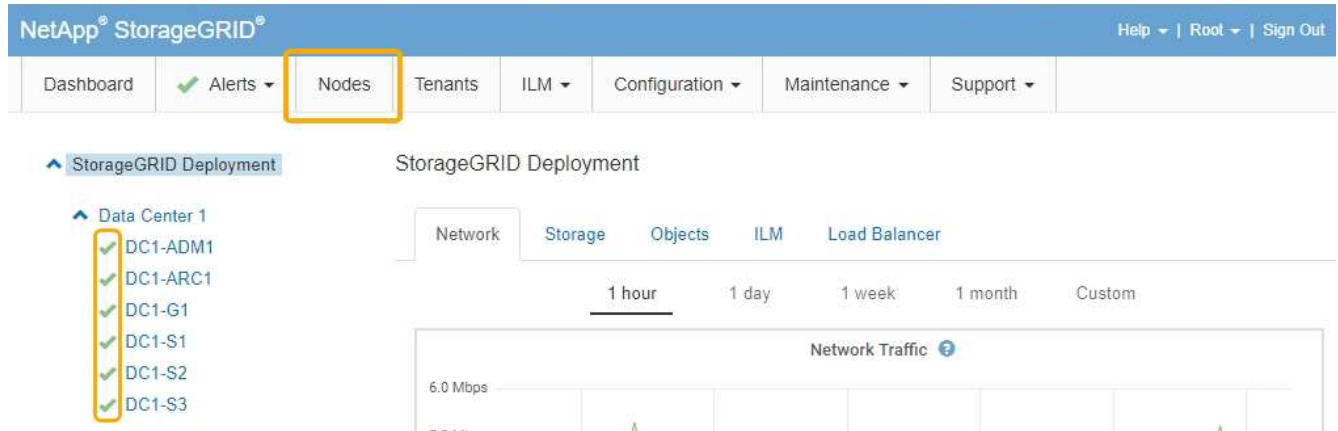 NetApp® StorageGRID®
Help | Root | Sign Out
Dashboard Alerts Nodes Tenants ILM Configuration Maintenance Support
StorageGRID Deployment
StorageGRID Deployment
Data Center 1
DC1-ADM1
DC1-ARC1
DC1-G1
DC1-S1
DC1-S2
DC1-S3
Network Storage Objects ILM Load Balancer
1 hour 1 day 1 week 1 month Custom
Network Traffic ?
6.0 Mbps